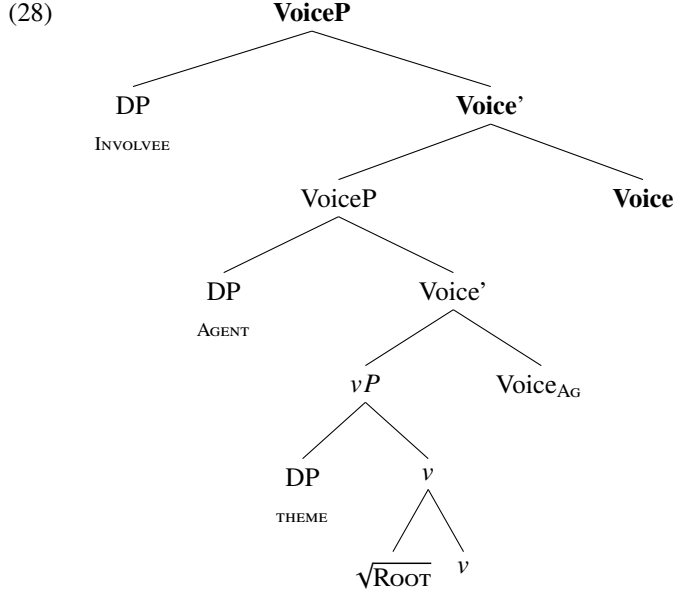 (28) VoiceP
DP Voice’
Involvee
VoiceP Voice
DP Voice’
Agent
vP VoiceAg
DP v
theme
√Root v